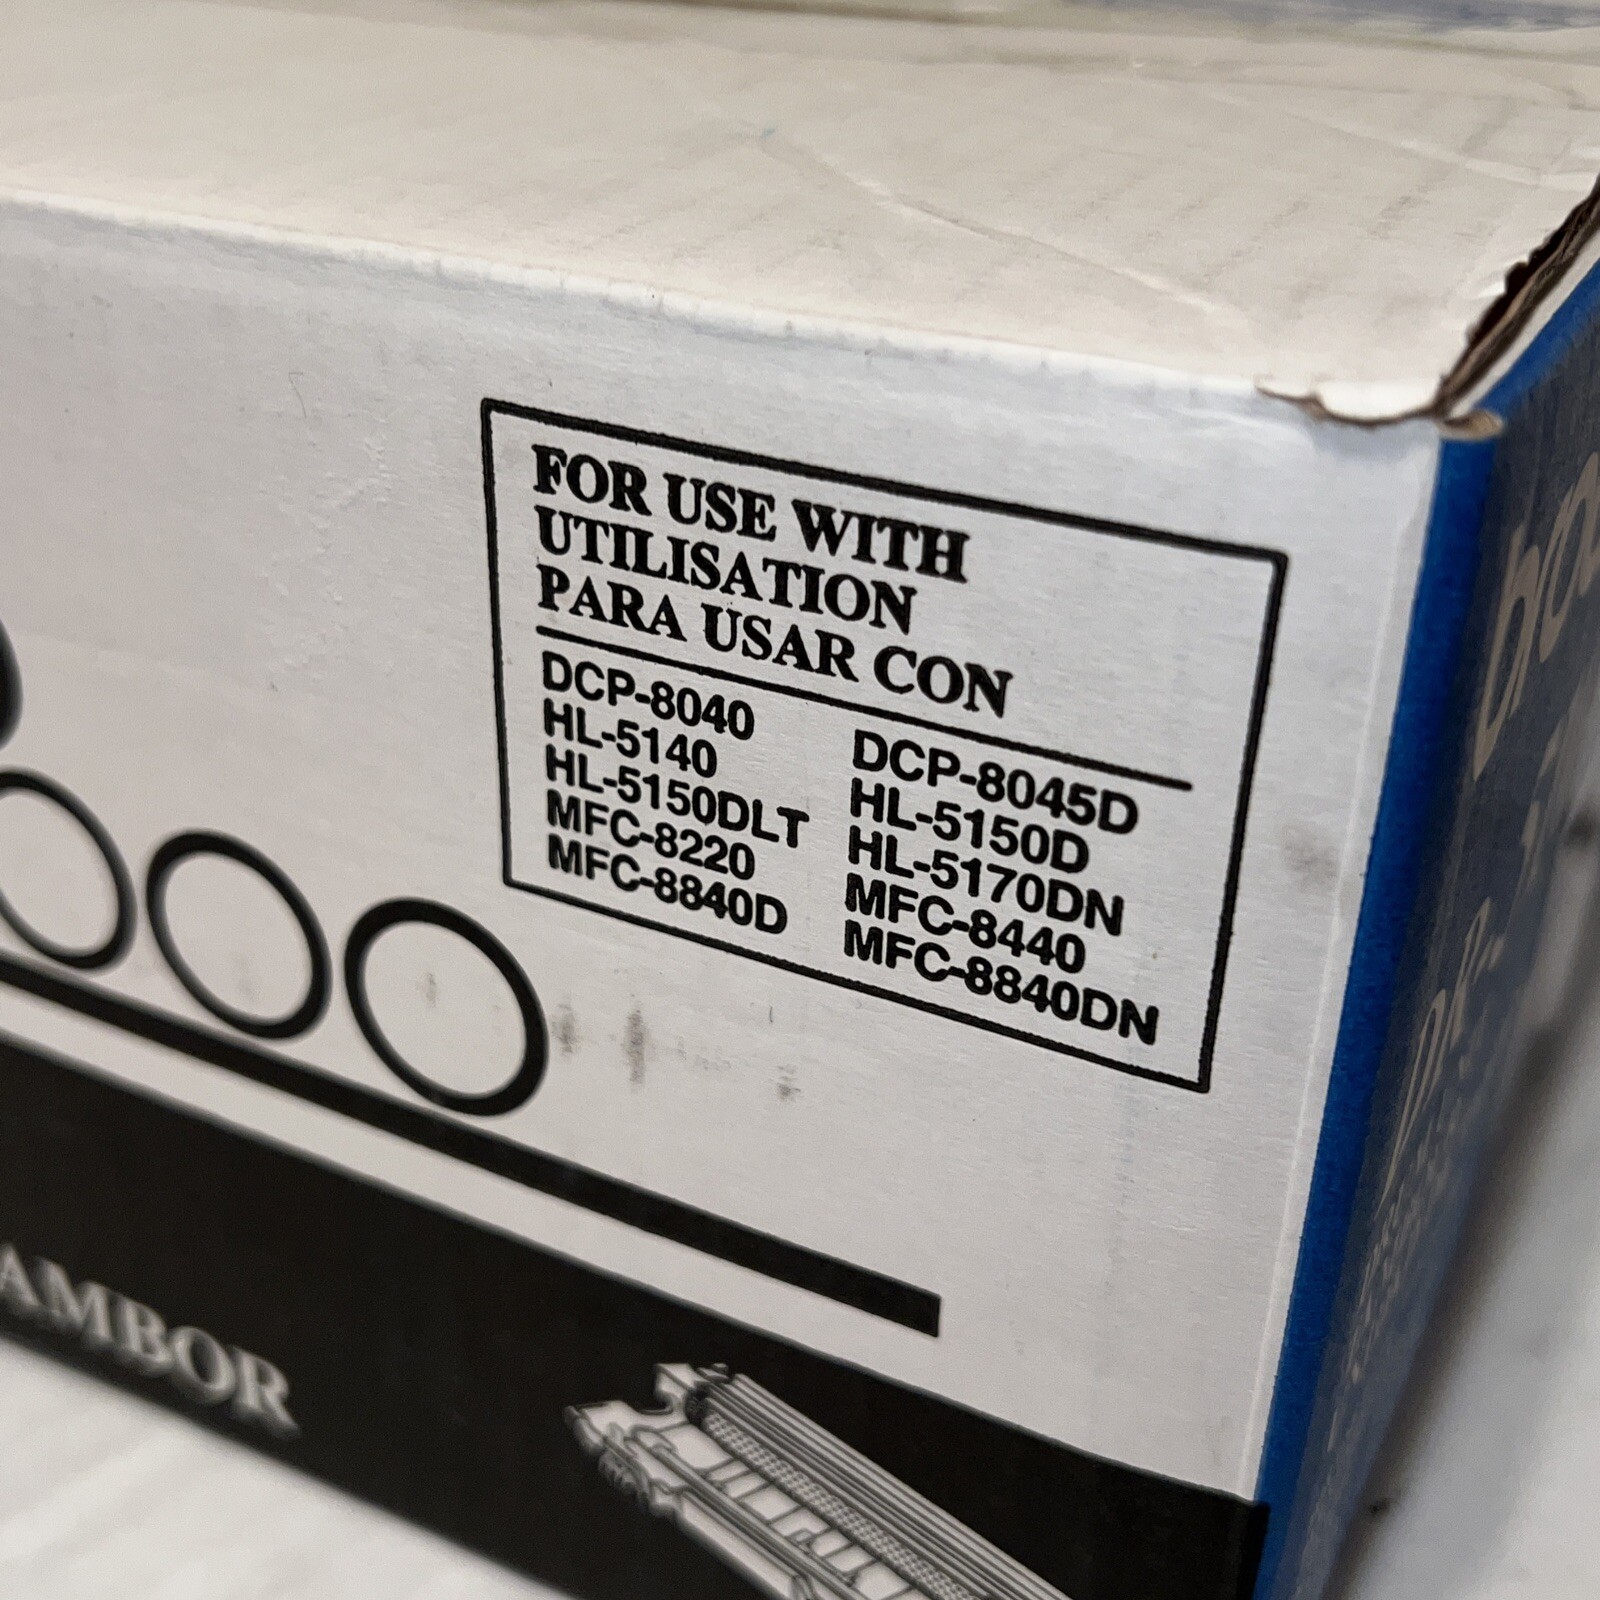 FOR USE WITH
UTILISATION
PARA USAR CON
DCP-8040 DCP-8045D
HL-5140 HL-5150D
HL-5150DLT HL-5170DN
MFC-8220 MFC-8440
MFC-8840D MFC-8840DN
AMBOR